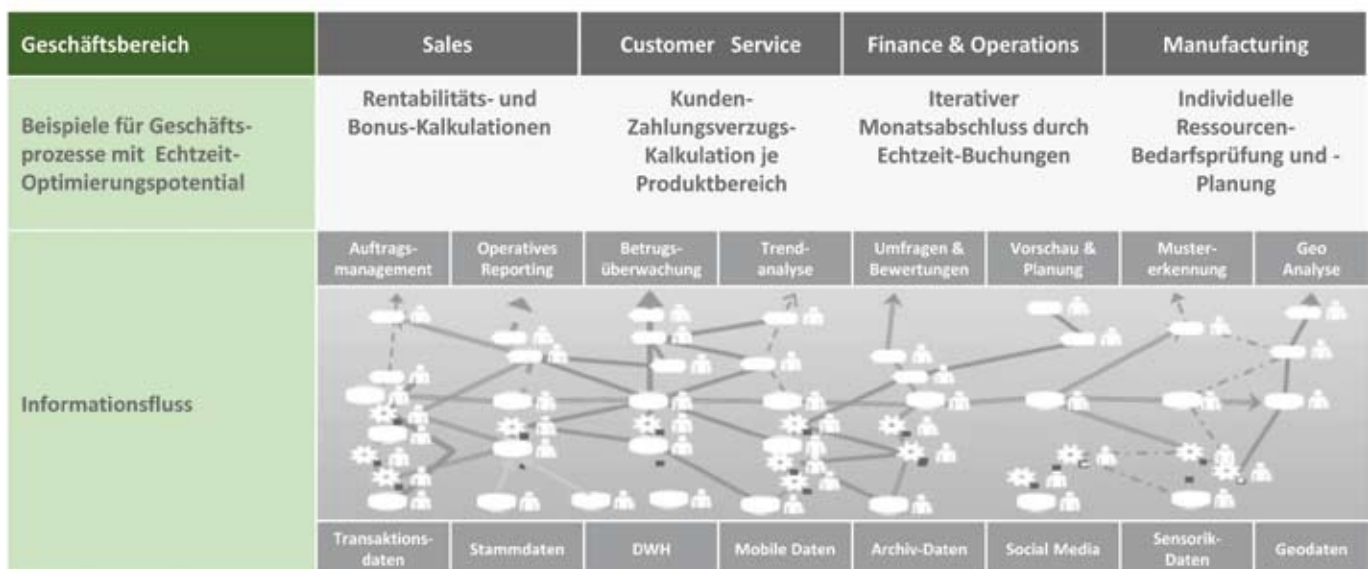 Geschäftsbereich
Sales
Customer Service
Finance & Operations
Manufacturing
Beispiele für Geschäfts-
prozesse mit Echtzeit-
Optimierungspotential
Rentabilitäts- und
Bonus-Kalkulationen
Kunden-
Zahlungsverzugs-
Kalkulation je
Produktbereich
Iterativer
Monatsabschluss durch
Echtzeit-Buchungen
Individuelle
Ressourcen-
Bedarfsprüfung und -
Planung
Informationsfluss
Auftrags-
management
Operatives
Reporting
Betrugs-
überwachung
Trend-
analyse
Umfragen &
Bewertungen
Vorschau &
Planung
Muster-
erkennung
Geo
Analyse
Transaktions-
daten
Stammdaten
DWH
Mobile Daten
Archiv-Daten
Social Media
Sensorik-
Daten
Geodaten